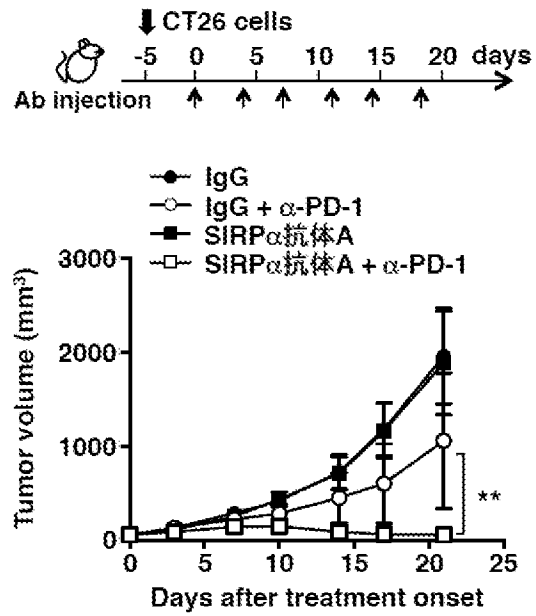 CT26 cells
-5 0 5 10 15 20 days
Ab injection
IgG
IgG + α-PD-1
SIRPα抗体A
SIRPα抗体A + α-PD-1
3000
2000
1000
0
Tumor volume (mm³)
**
0 5 10 15 20 25
Days after treatment onset